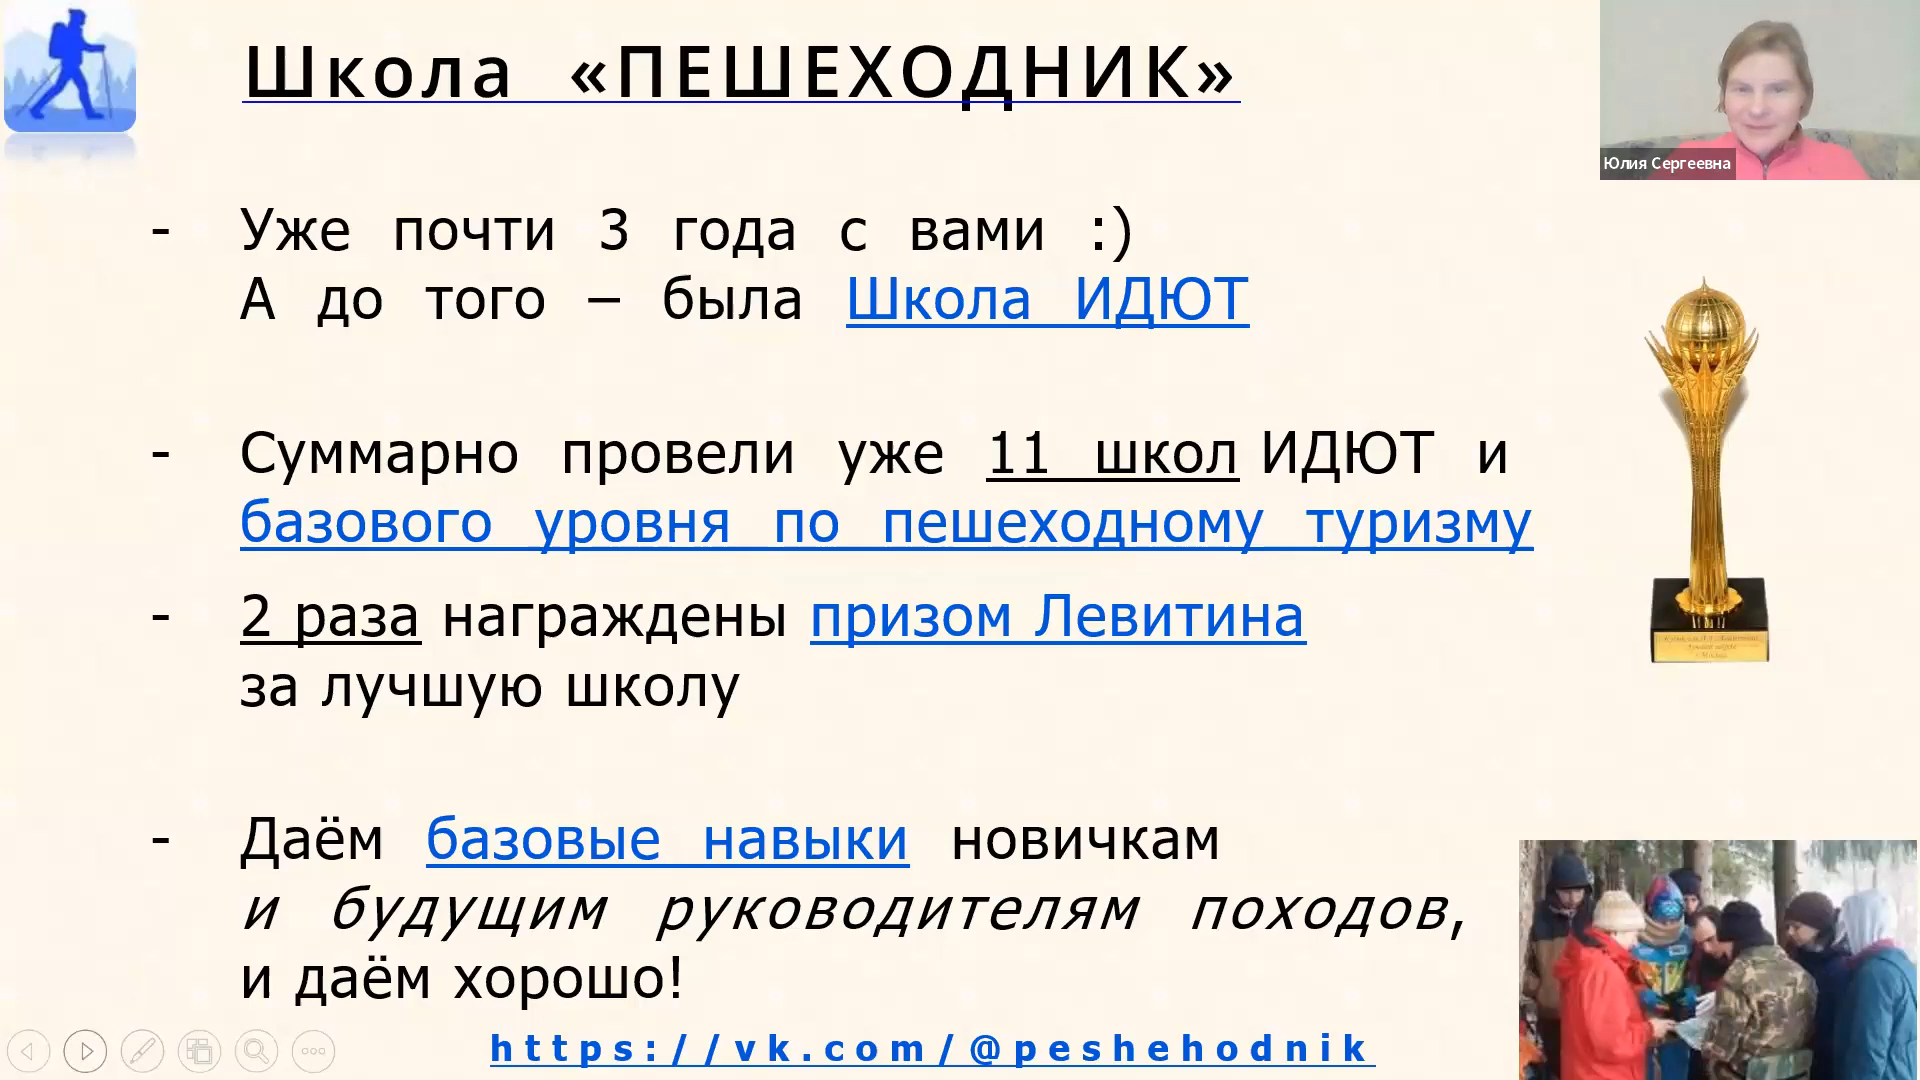 Школа «ПЕШЕХОДНИК»
Юлия Сергеевна
- Уже почти 3 года с вами :)
А до того – была Школа ИДЮТ
- Суммарно провели уже 11 школ ИДЮТ и
базового уровня по пешеходному туризму
- 2 раза награждены призом Левитина
за лучшую школу
- Даём базовые навыки новичкам
и будущим руководителям походов,
и даём хорошо!
https://vk.com/@peshehodnik